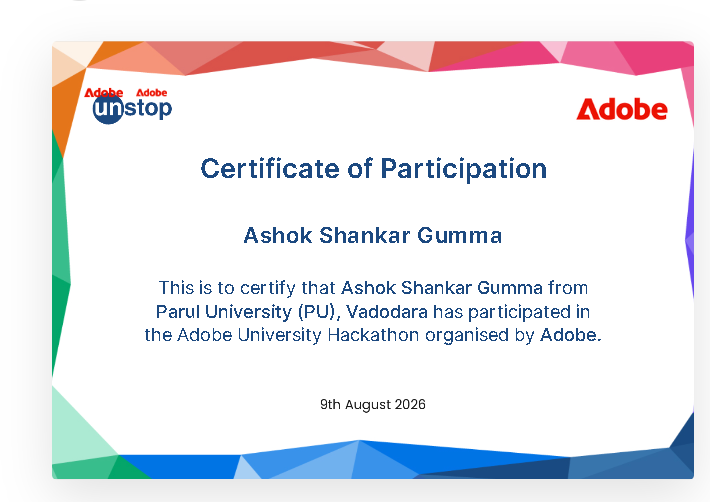 Adobe Adobe
unstop
Adobe
Certificate of Participation
Ashok Shankar Gumma
This is to certify that Ashok Shankar Gumma from
Parul University (PU), Vadodara has participated in
the Adobe University Hackathon organised by Adobe.
9th August 2026